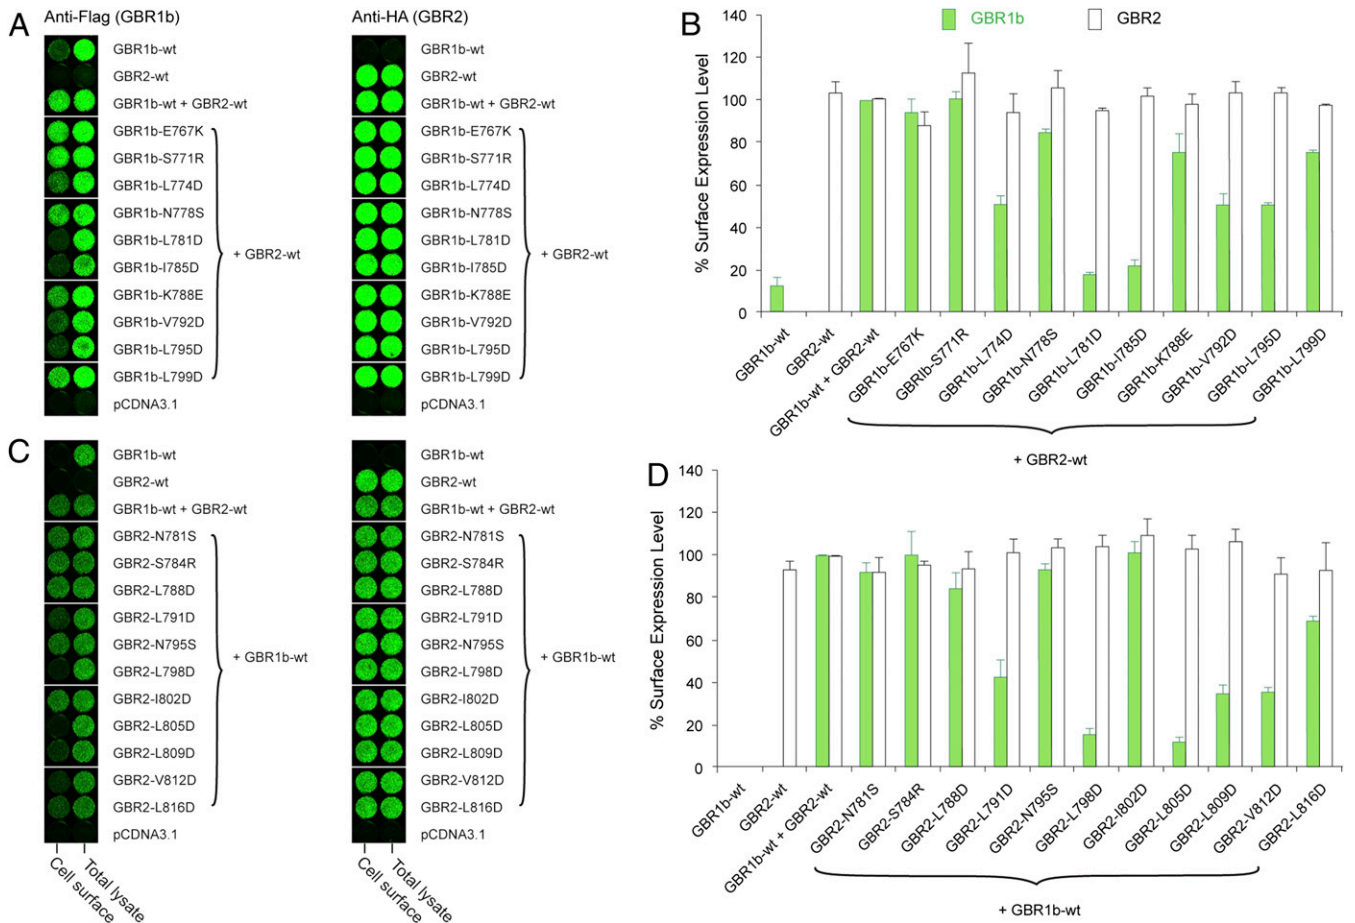 A
Anti-Flag (GBR1b)
Anti-HA (GBR2)
GBR1b-wt
GBR2-wt
GBR1b-wt + GBR2-wt
GBR1b-E767K
GBR1b-S771R
GBR1b-L774D
GBR1b-N778S
GBR1b-L781D
GBR1b-I785D
GBR1b-K788E
GBR1b-V792D
GBR1b-L795D
GBR1b-L799D
pCDNA3.1
+ GBR2-wt
GBR1b-wt
GBR2-wt
GBR1b-wt + GBR2-wt
GBR1b-E767K
GBR1b-S771R
GBR1b-L774D
GBR1b-N778S
GBR1b-L781D
GBR1b-I785D
GBR1b-K788E
GBR1b-V792D
GBR1b-L795D
GBR1b-L799D
pCDNA3.1
+ GBR2-wt
B
GBR1b
GBR2
% Surface Expression Level
140
120
100
80
60
40
20
0
GBR1b-wt
GBR2-wt
GBR1b-wt + GBR2-wt
GBR1b-E767K
GBRIb-S771R
GBR1b-L774D
GBR1b-N778S
GBR1b-L781D
GBR1b-I785D
GBR1b-K788E
GBR1b-V792D
GBR1b-L795D
GBR1b-L799D
+ GBR2-wt
C
GBR1b-wt
GBR2-wt
GBR1b-wt + GBR2-wt
GBR2-N781S
GBR2-S784R
GBR2-L788D
GBR2-L791D
GBR2-N795S
GBR2-L798D
GBR2-I802D
GBR2-L805D
GBR2-L809D
GBR2-V812D
GBR2-L816D
pCDNA3.1
+ GBR1b-wt
Cell surface
Total lysate
GBR1b-wt
GBR2-wt
GBR1b-wt + GBR2-wt
GBR2-N781S
GBR2-S784R
GBR2-L788D
GBR2-L791D
GBR2-N795S
GBR2-L798D
GBR2-I802D
GBR2-L805D
GBR2-L809D
GBR2-V812D
GBR2-L816D
pCDNA3.1
+ GBR1b-wt
Cell surface
Total lysate
D
% Surface Expression Level
140
120
100
80
60
40
20
0
GBR1b-wt
GBR2-wt
GBR1b-wt + GBR2-wt
GBR2-N781S
GBR2-S784R
GBR2-L788D
GBR2-L791D
GBR2-N795S
GBR2-L798D
GBR2-I802D
GBR2-L805D
GBR2-L809D
GBR2-V812D
GBR2-L816D
+ GBR1b-wt